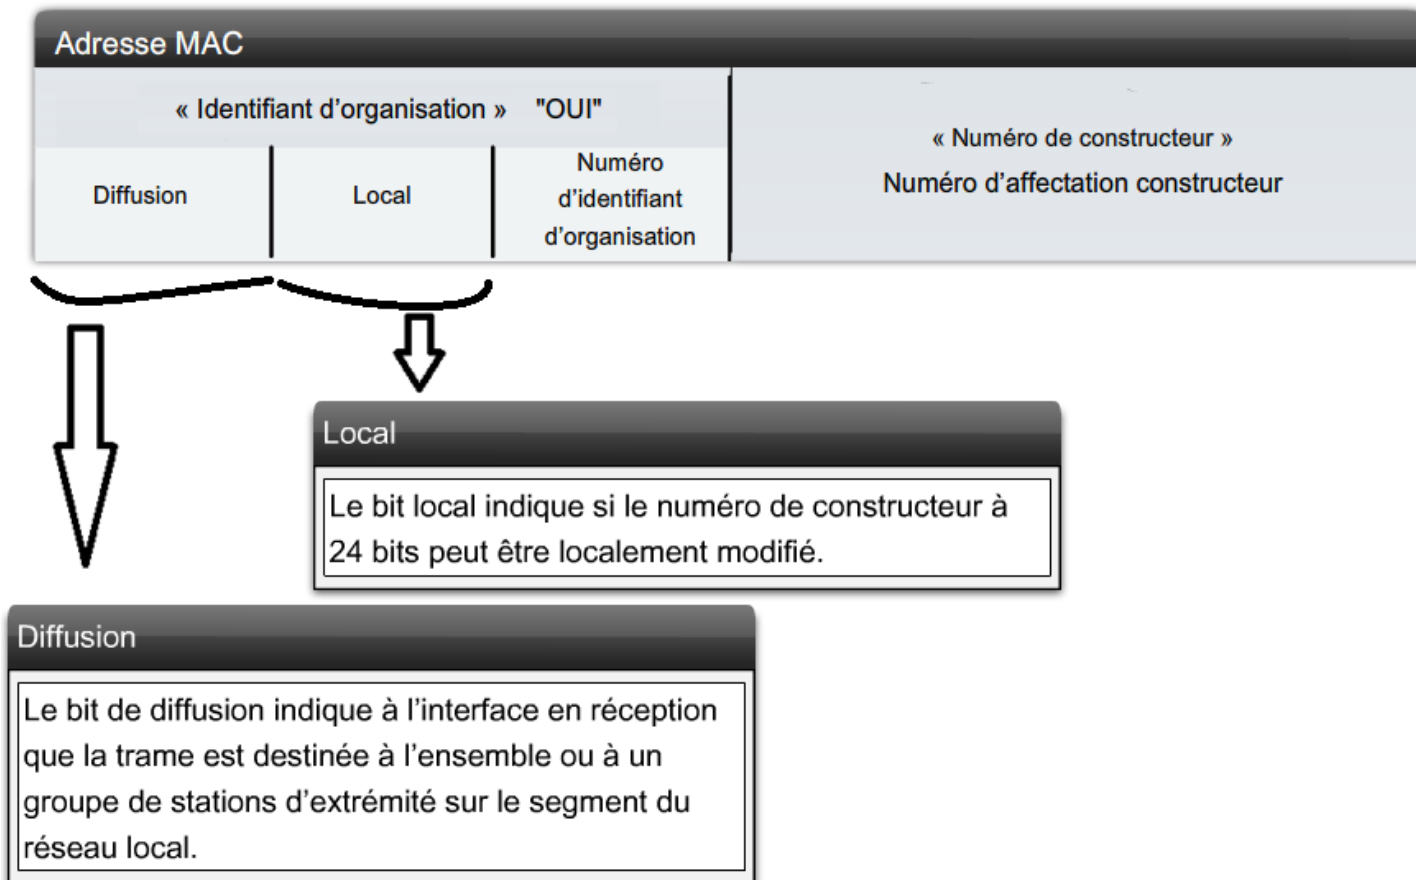 Adresse MAC
« Identifiant d’organisation » "OUI"
« Numéro de constructeur »
Numéro d’affectation constructeur
Diffusion
Local
Numéro
d’identifiant
d’organisation
Local
Le bit local indique si le numéro de constructeur à
24 bits peut être localement modifié.
Diffusion
Le bit de diffusion indique à l’interface en réception
que la trame est destinée à l’ensemble ou à un
groupe de stations d’extrémité sur le segment du
réseau local.